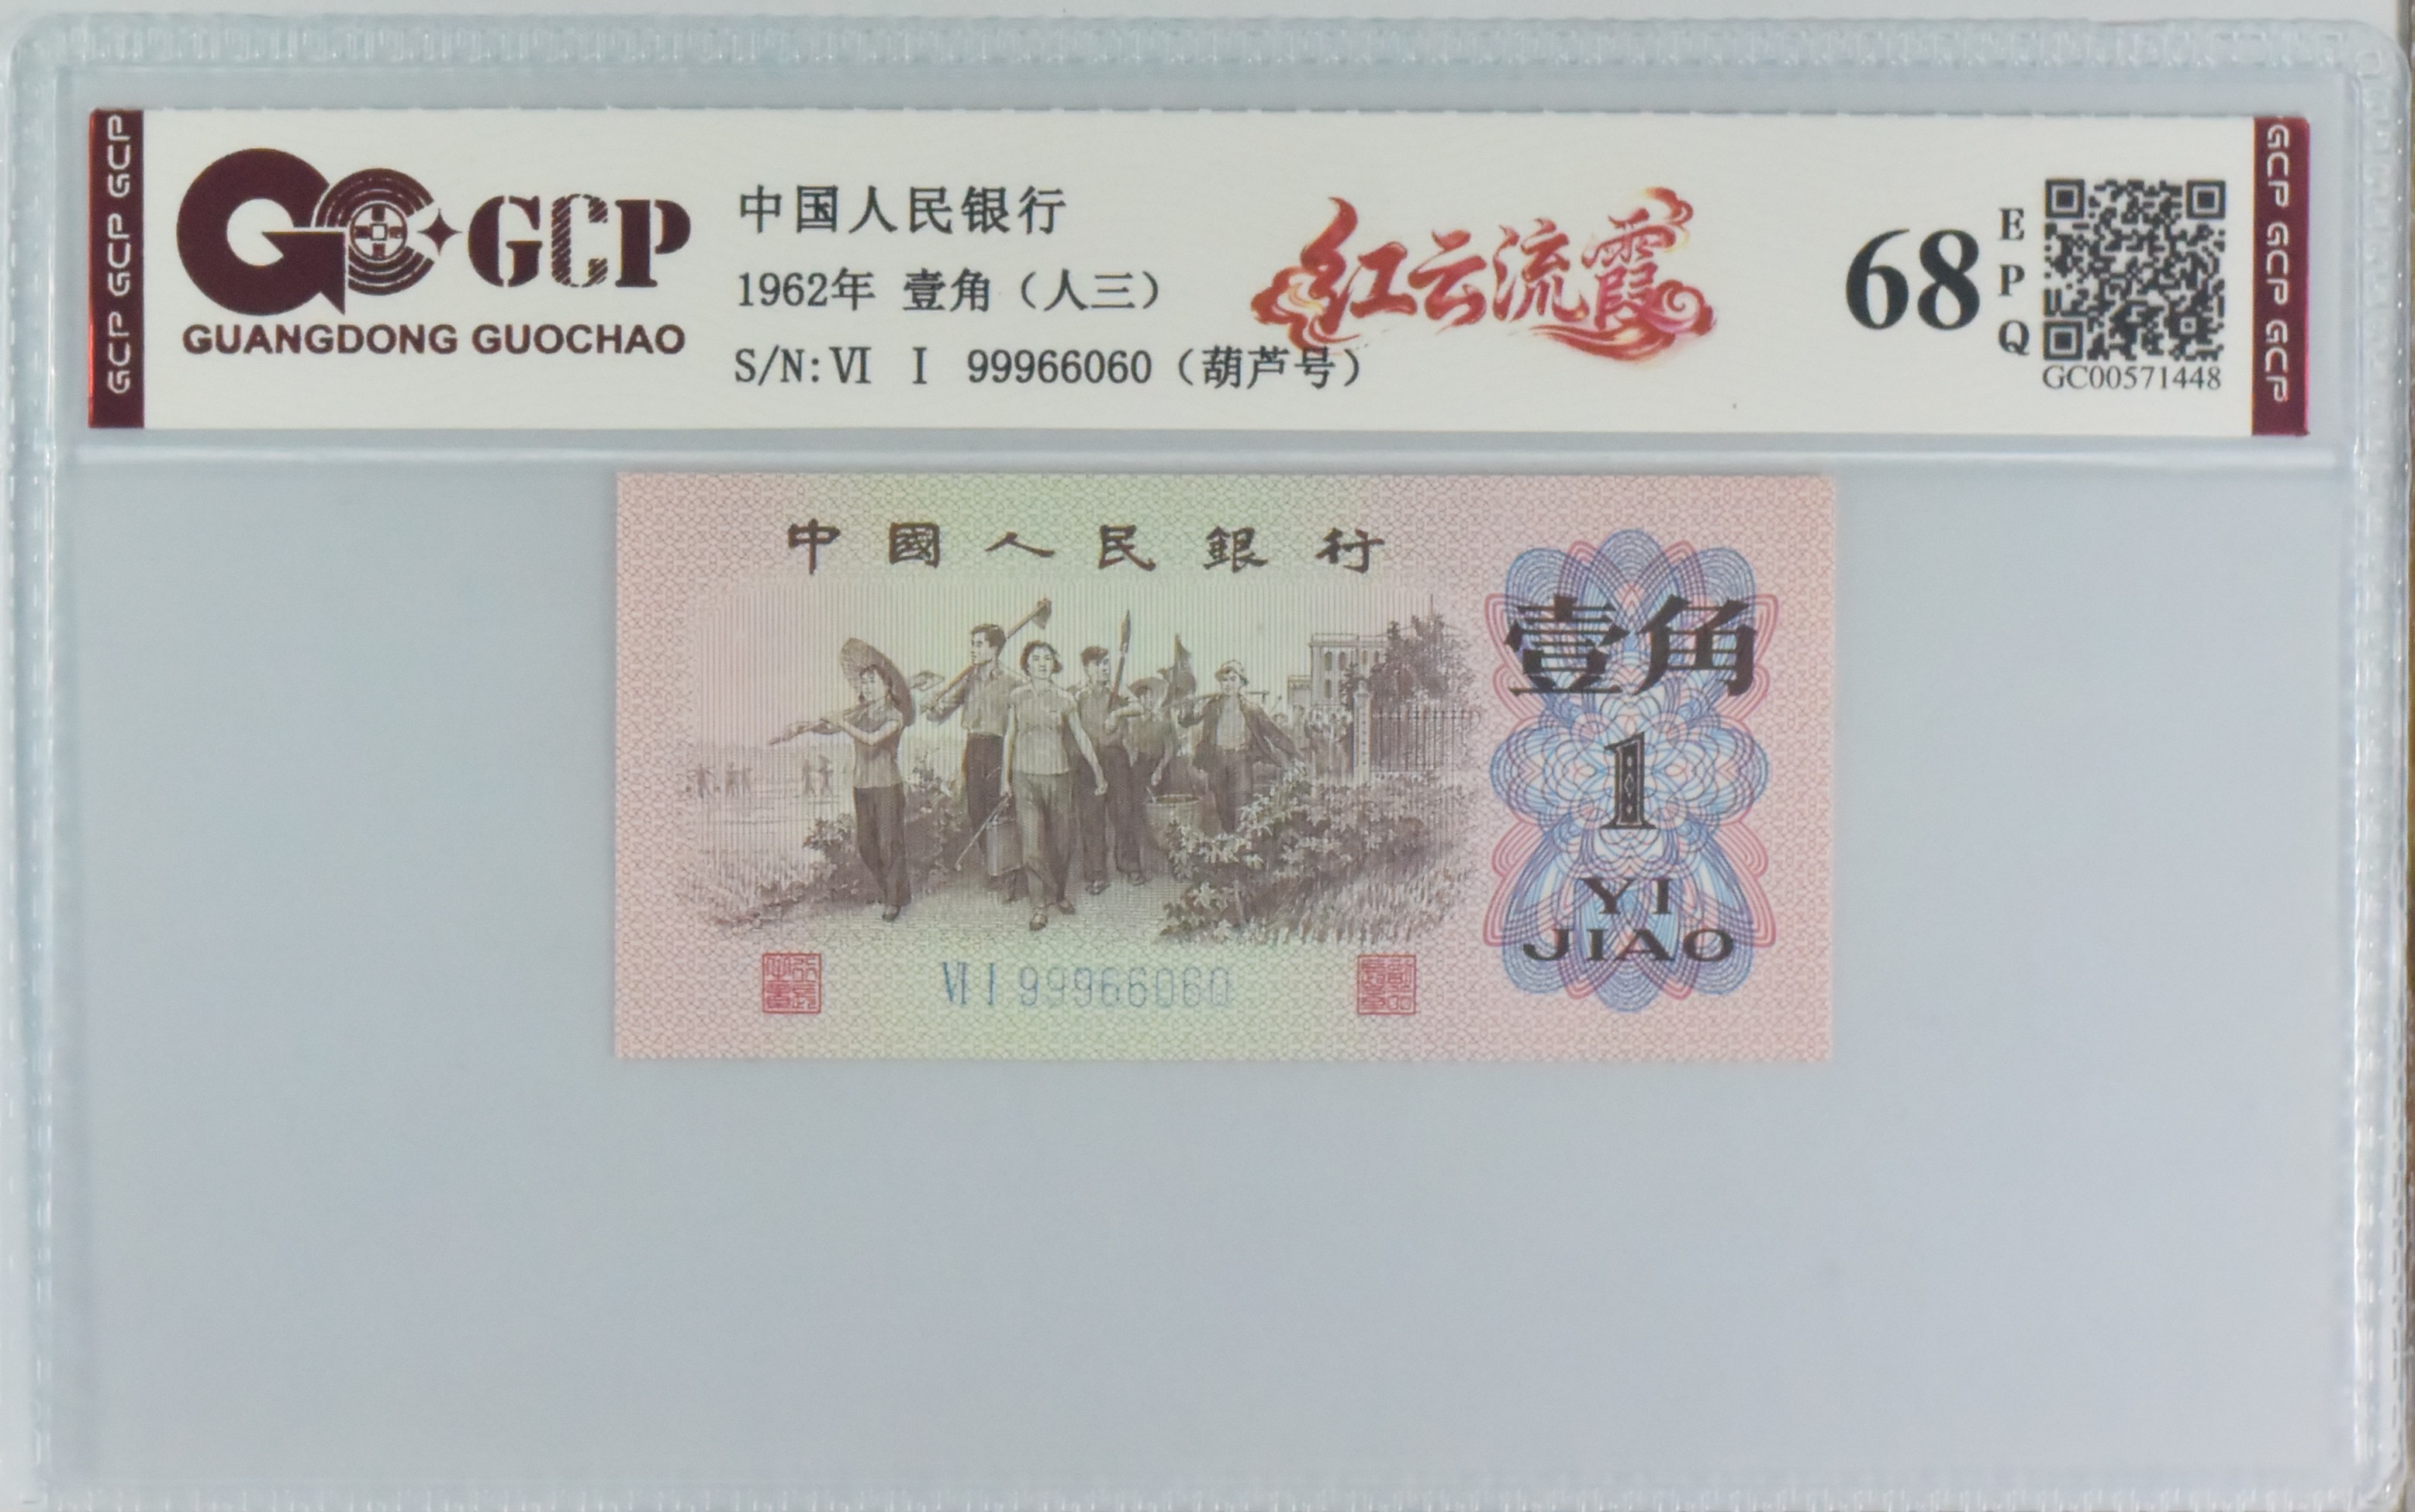 GCP GCP GCP
GCP
GUANGDONG GUOCHAO
中国人民银行
1962年 壹角（人三）
S/N:Ⅵ Ⅰ 99966060（葫芦号）
红云流霞
68
EPQ
GC00571448
GCP GCP GCP
中國人民銀行
壹角
1
YI
JIAO
Ⅵ Ⅰ 99966060